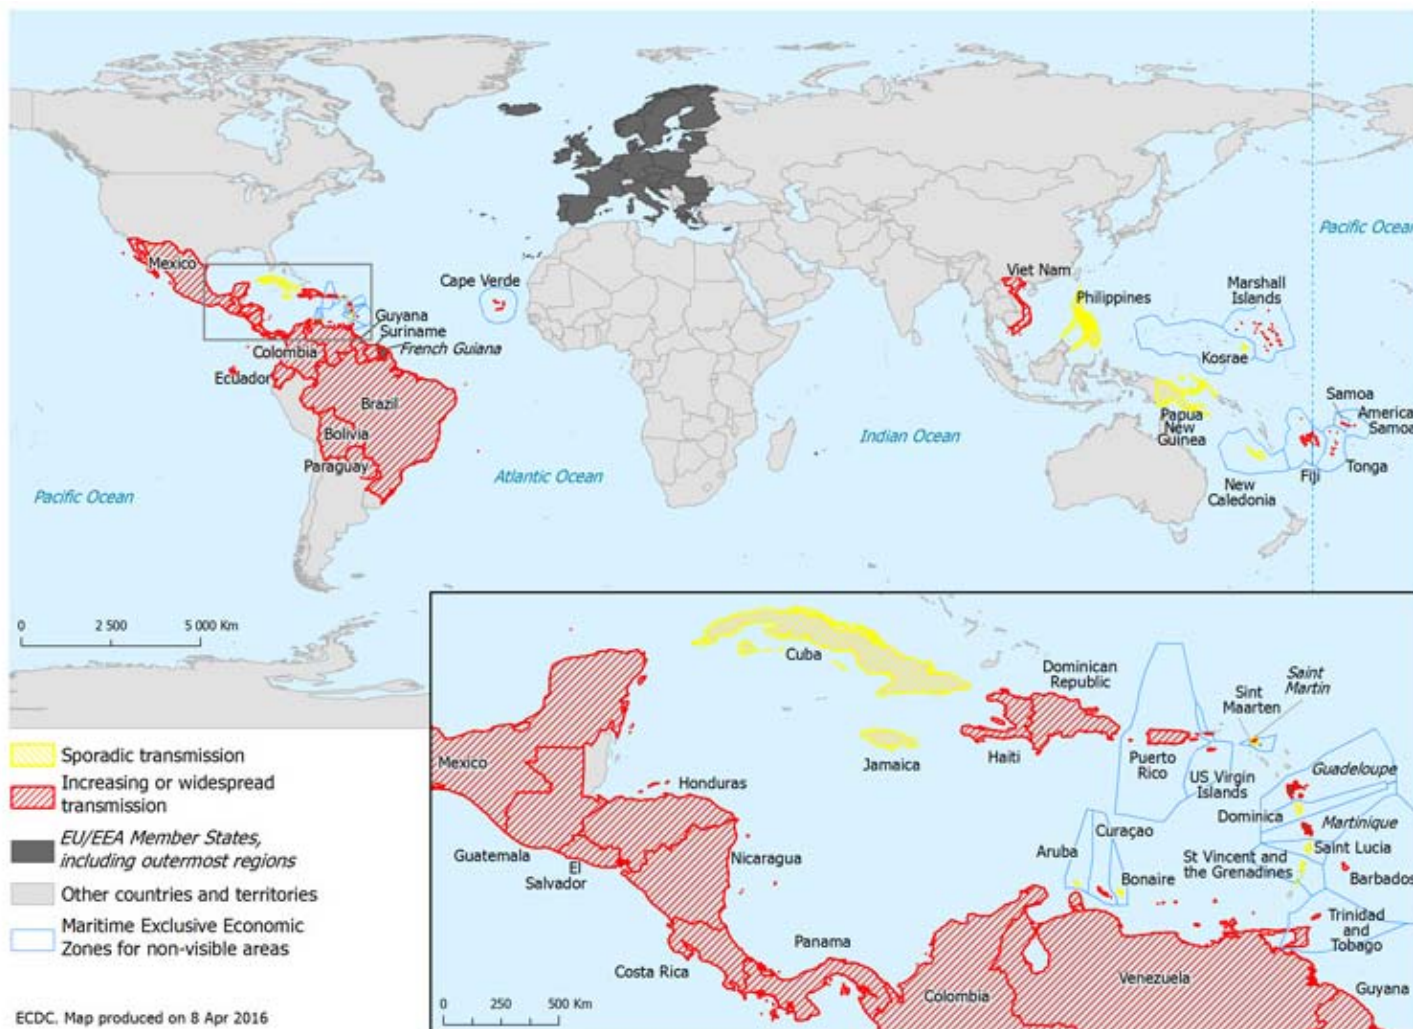 Pacific Ocean
Mexico
Cape Verde
Viet Nam
Philippines
Marshall
Islands
Guyana
Suriname
French Guiana
Colombia
Kosrae
Ecuador
Brazil
Samoa
American
Samoa
Papua
New
Guinea
Indian Ocean
Bolivia
Paraguay
Atlantic Ocean
Pacific Ocean
New
Caledonia
Fiji
Tonga
0 2 500 5 000 Km
Sporadic transmission
Increasing or widespread
transmission
EU/EEA Member States,
including outermost regions
Other countries and territories
Maritime Exclusive Economic
Zones for non-visible areas
ECDC. Map produced on 8 Apr 2016
Cuba
Dominican
Republic
Saint
Martin
Sint
Maarten
Mexico
Jamaica
Haiti
Puerto
Rico
US Virgin
Islands
Guadeloupe
Honduras
Dominica
Martinique
Curaçao
Saint Lucia
Guatemala
El
Salvador
Nicaragua
Aruba
Bonaire
St Vincent and
the Grenadines
Barbados
Trinidad
and
Tobago
Panama
Costa Rica
Venezuela
Colombia
Guyana
0 250 500 Km